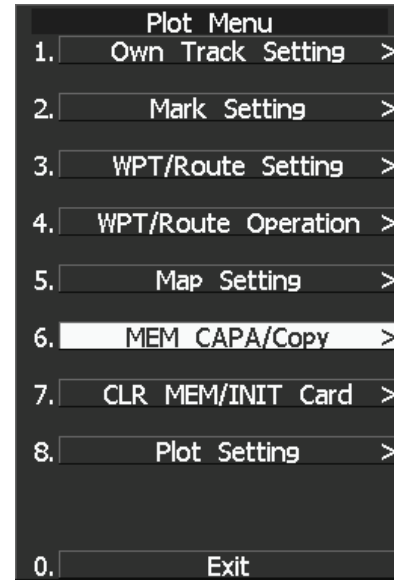 Plot Menu
1. Own Track Setting >
2. Mark Setting >
3. WPT/Route Setting >
4. WPT/Route Operation >
5. Map Setting >
6. MEM CAPA/Copy >
7. CLR MEM/INIT Card >
8. Plot Setting >
0. Exit